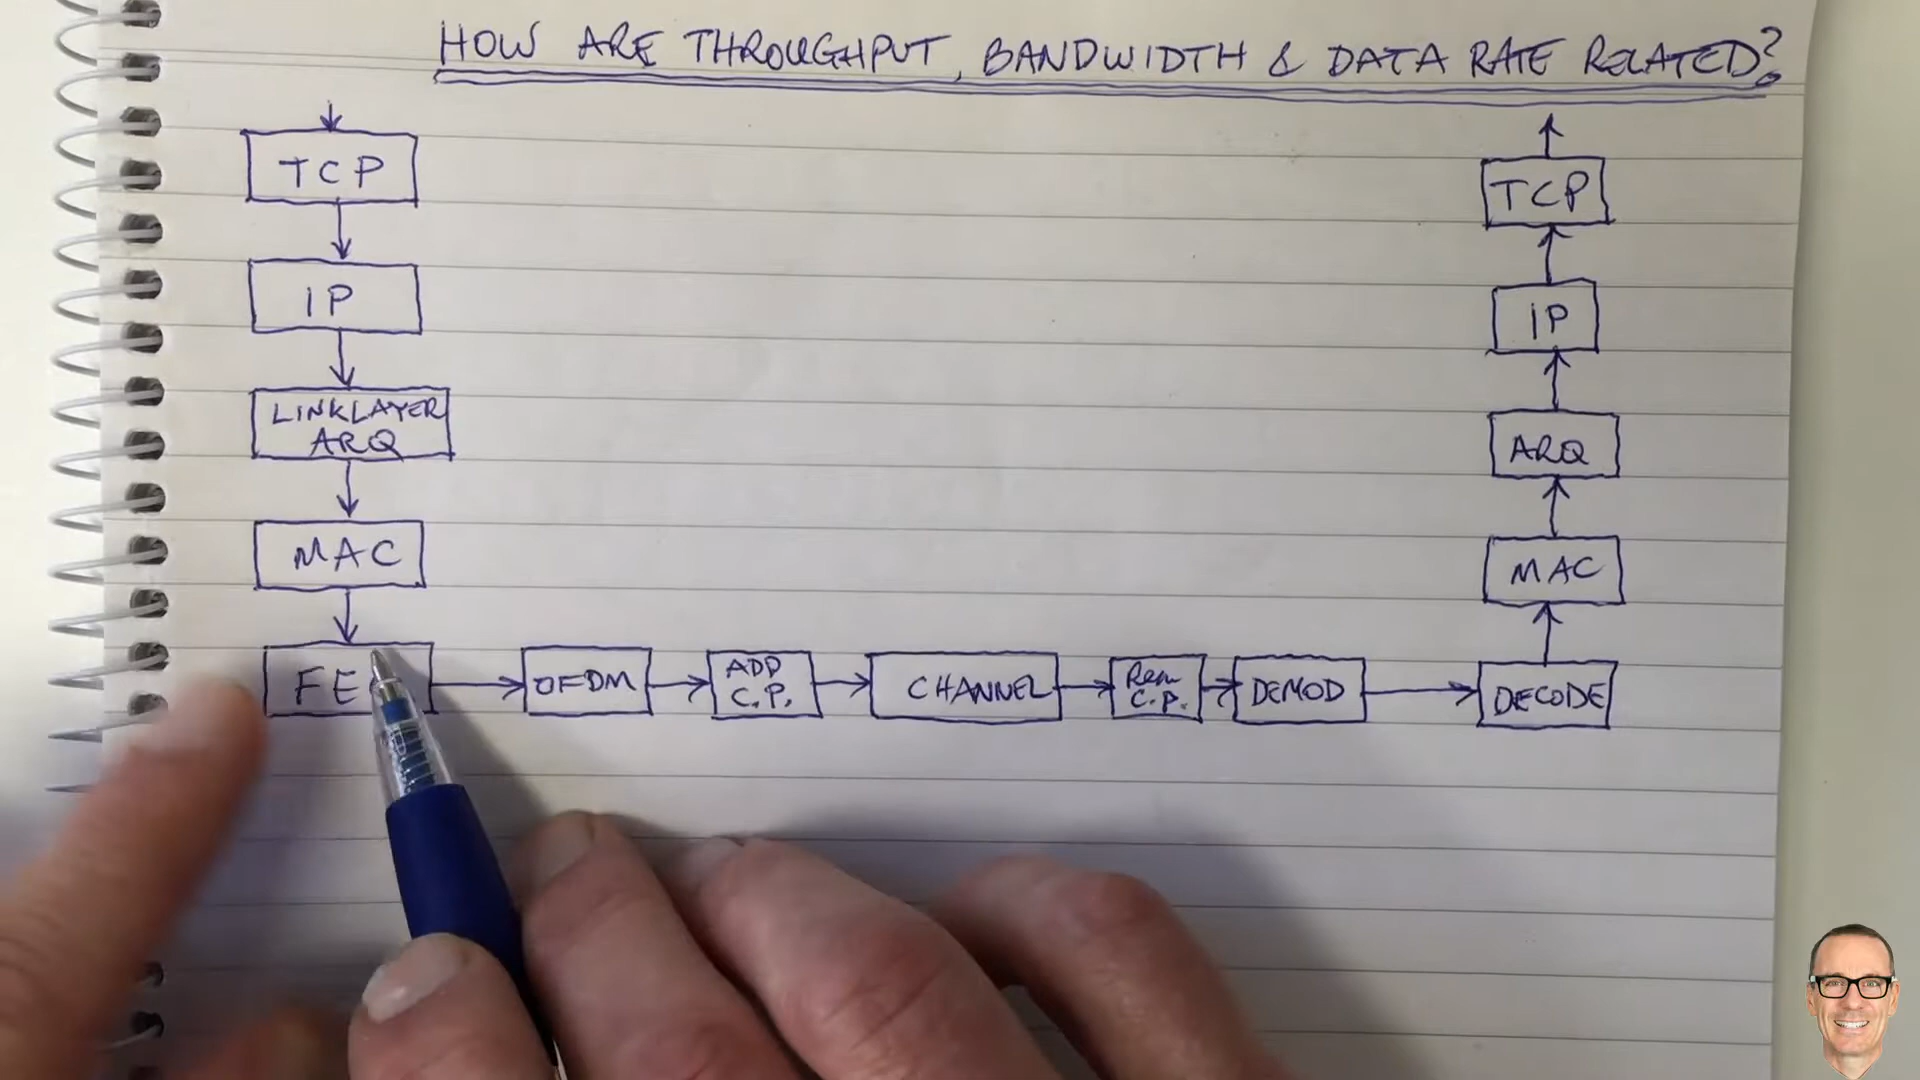 HOW ARE THROUGHPUT, BANDWIDTH & DATA RATE RELATED?
TCP
IP
LINKLAYER
ARQ
MAC
FE
OFDM
ADD
C.P.
CHANNEL
Rem
C.P.
DEMOD
DECODE
MAC
ARQ
IP
TCP